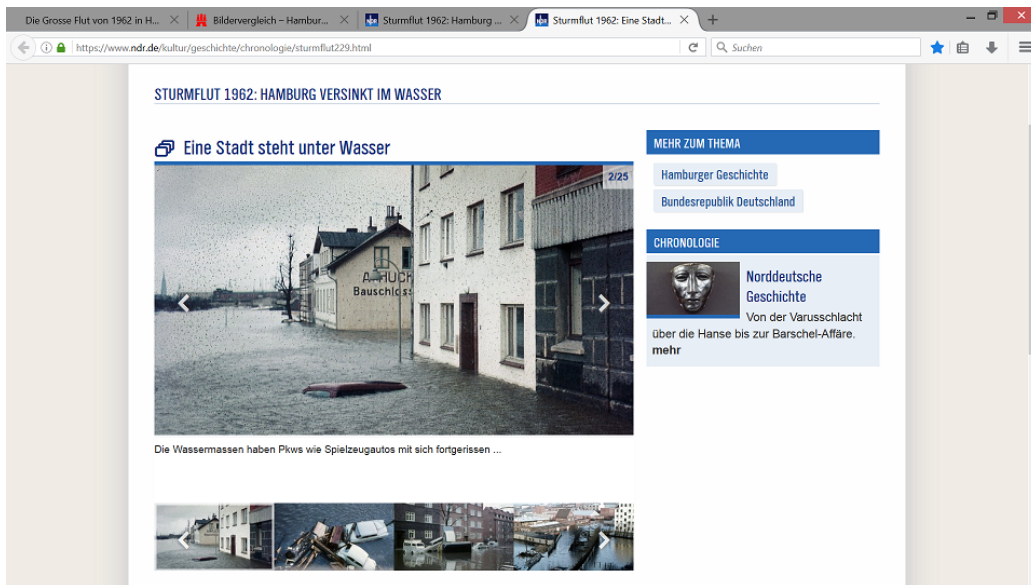 Die Grosse Flut von 1962 in H...
Bildervergleich – Hambur...
Sturmflut 1962: Hamburg ...
Sturmflut 1962: Eine Stadt...
https://www.ndr.de/kultur/geschichte/chronologie/sturmflut229.html
Suchen
STURMFLUT 1962: HAMBURG VERSINKT IM WASSER
Eine Stadt steht unter Wasser
2/25
Bauschloss
Die Wassermassen haben Pkws wie Spielzeugautos mit sich fortgerissen ...
MEHR ZUM THEMA
Hamburger Geschichte
Bundesrepublik Deutschland
CHRONOLOGIE
Norddeutsche
Geschichte
Von der Varusschlacht
über die Hanse bis zur Barschel-Affäre.
mehr